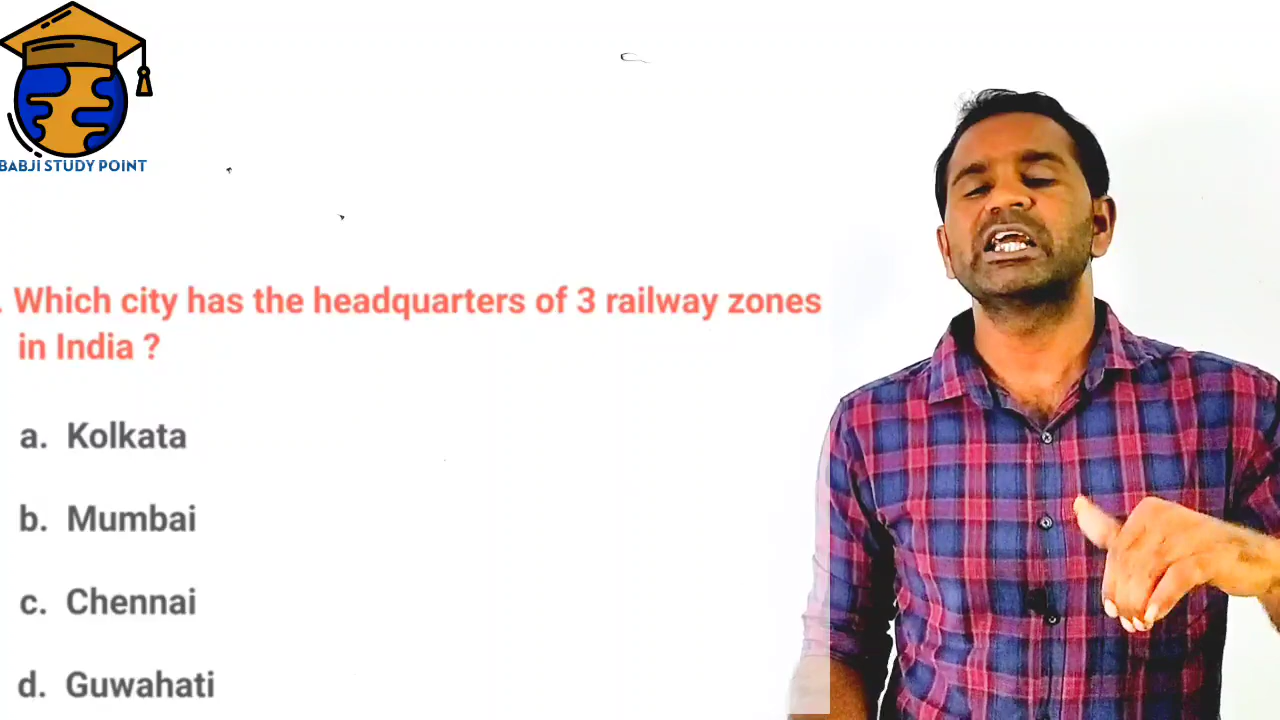 BABJI STUDY POINT
. Which city has the headquarters of 3 railway zones
in India ?
a. Kolkata
b. Mumbai
c. Chennai
d. Guwahati